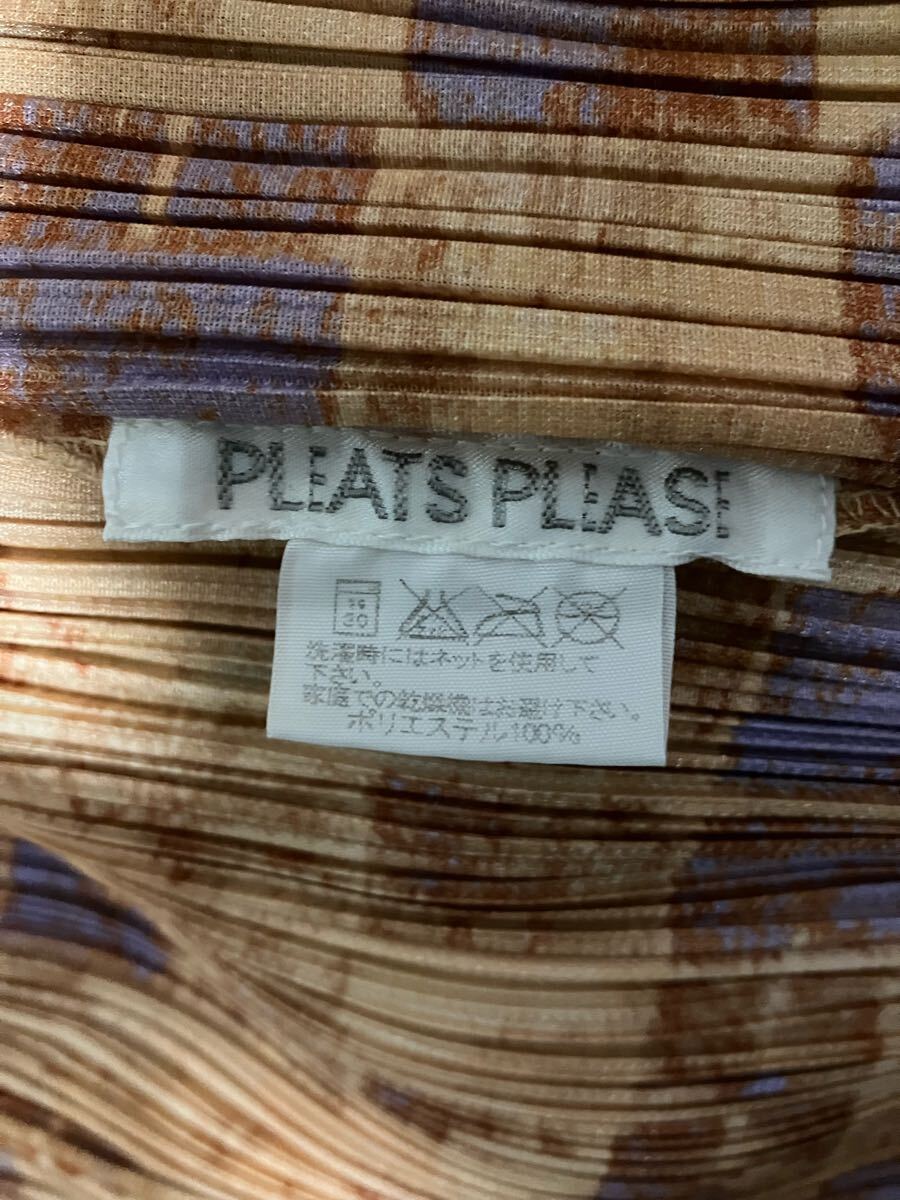 PLEATS PLEASE
30
洗濯時にはネットを使用して
下さい。
家庭での乾燥機はお避け下さい。
ポリエステル100%